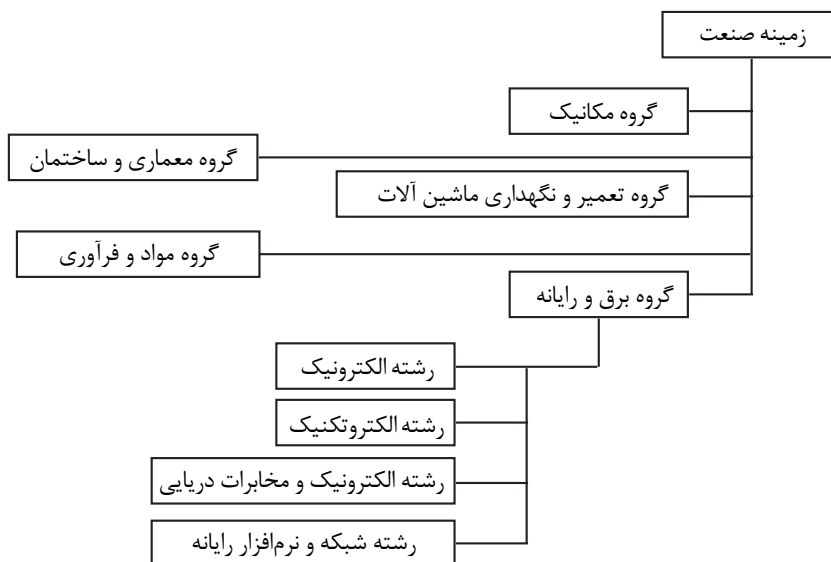 زمینه صنعت
گروه مکانیک
گروه معماری و ساختمان
گروه تعمیر و نگهداری ماشین آلات
گروه مواد و فرآوری
گروه برق و رایانه
رشته الکترونیک
رشته الکتروتکنیک
رشته الکترونیک و مخابرات دریایی
رشته شبکه و نرم‌افزار رایانه